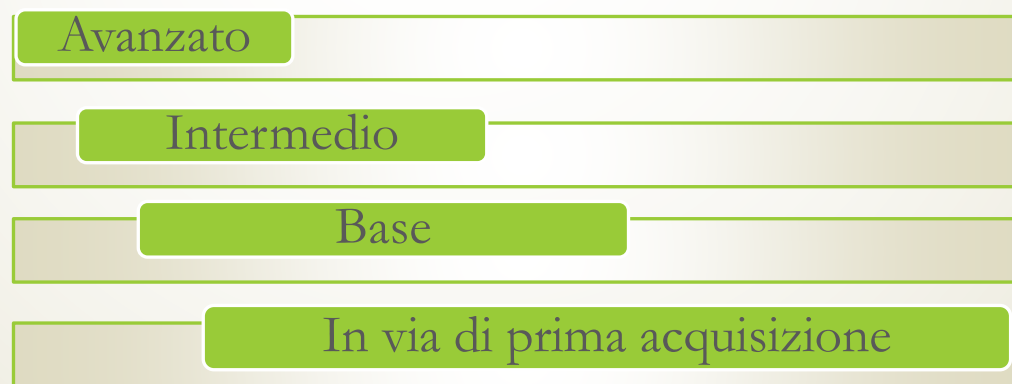 Avanzato
Intermedio
Base
In via di prima acquisizione